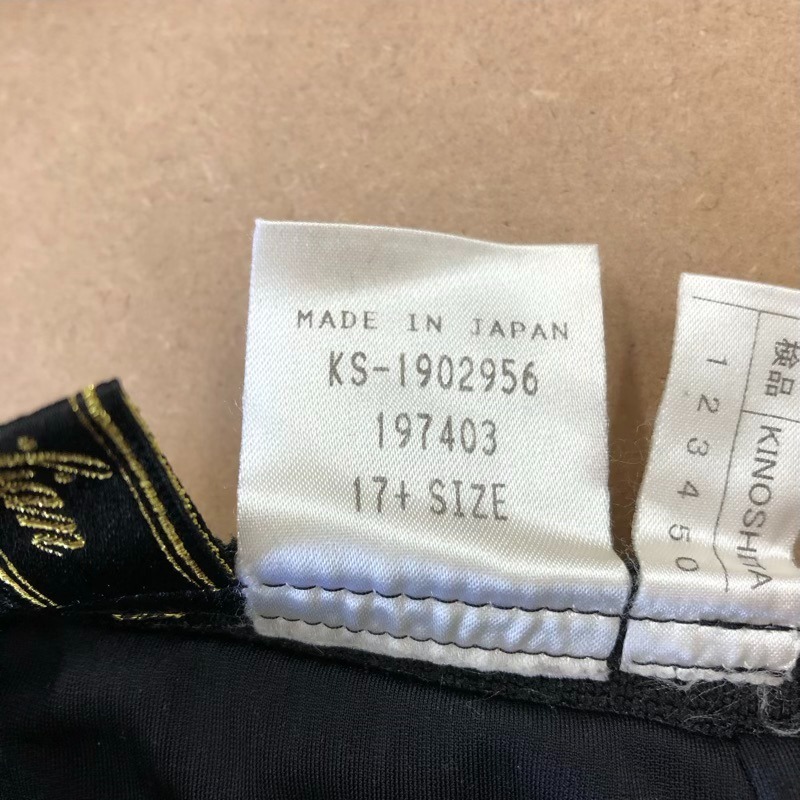 MADE IN JAPAN
KS-1902956
197403
17+ SIZE
検品
KINOSHITA
1 2 3 4 5 0